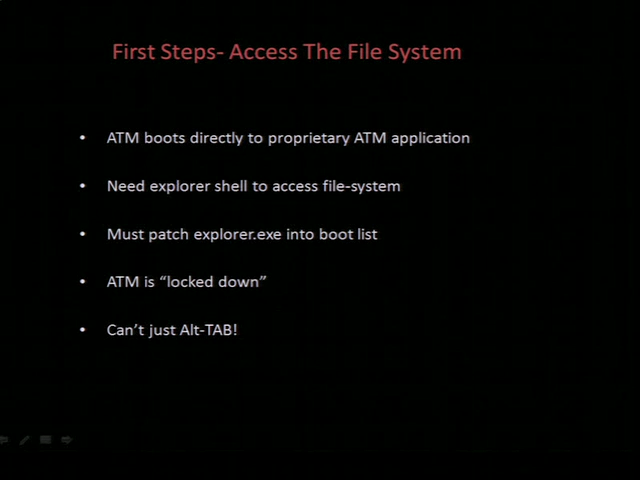 First Steps- Access The File System
• ATM boots directly to proprietary ATM application
• Need explorer shell to access file-system
• Must patch explorer.exe into boot list
• ATM is “locked down”
• Can’t just Alt-TAB!